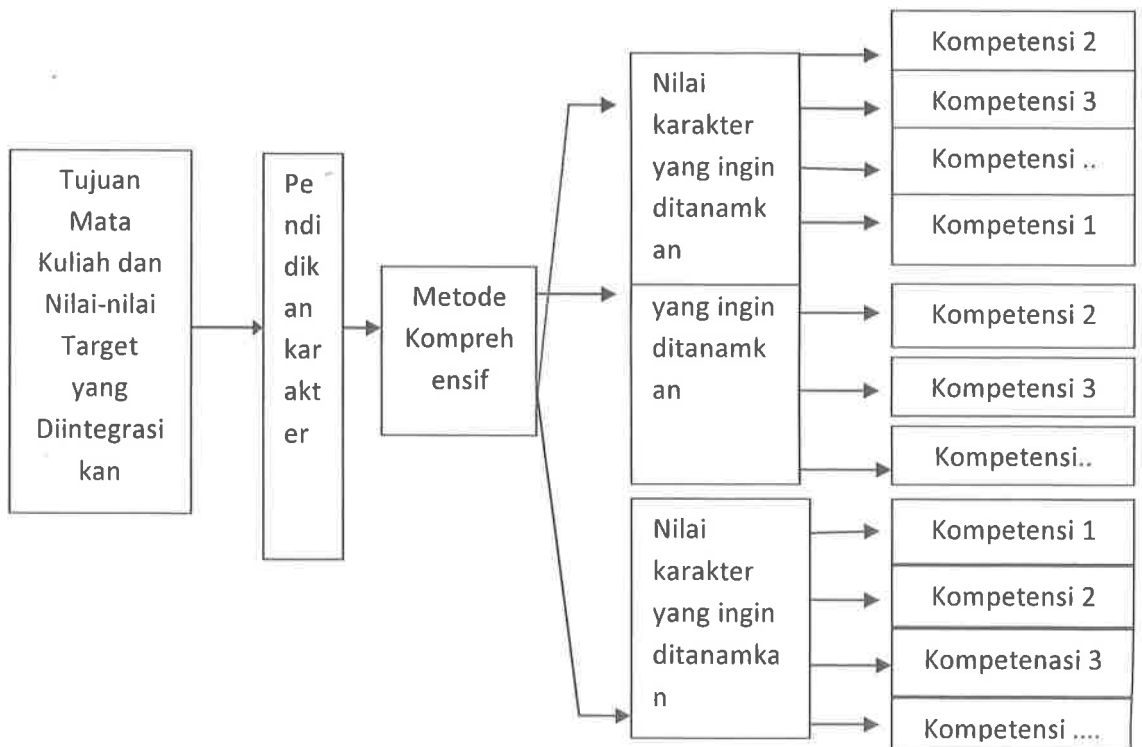 Tujuan
Mata
Kuliah dan
Nilai-nilai
Target
yang
Diintegrasi
kan
Pe
ndi
dik
an
kar
akt
er
Metode
Kompreh
ensif
Nilai
karakter
yang ingin
ditanamk
an
yang ingin
ditanamk
an
Nilai
karakter
yang ingin
ditanamka
n
Kompetensi 2
Kompetensi 3
Kompetensi ..
Kompetensi 1
Kompetensi 2
Kompetensi 3
Kompetensi..
Kompetensi 1
Kompetensi 2
Kompetenasi 3
Kompetensi ....